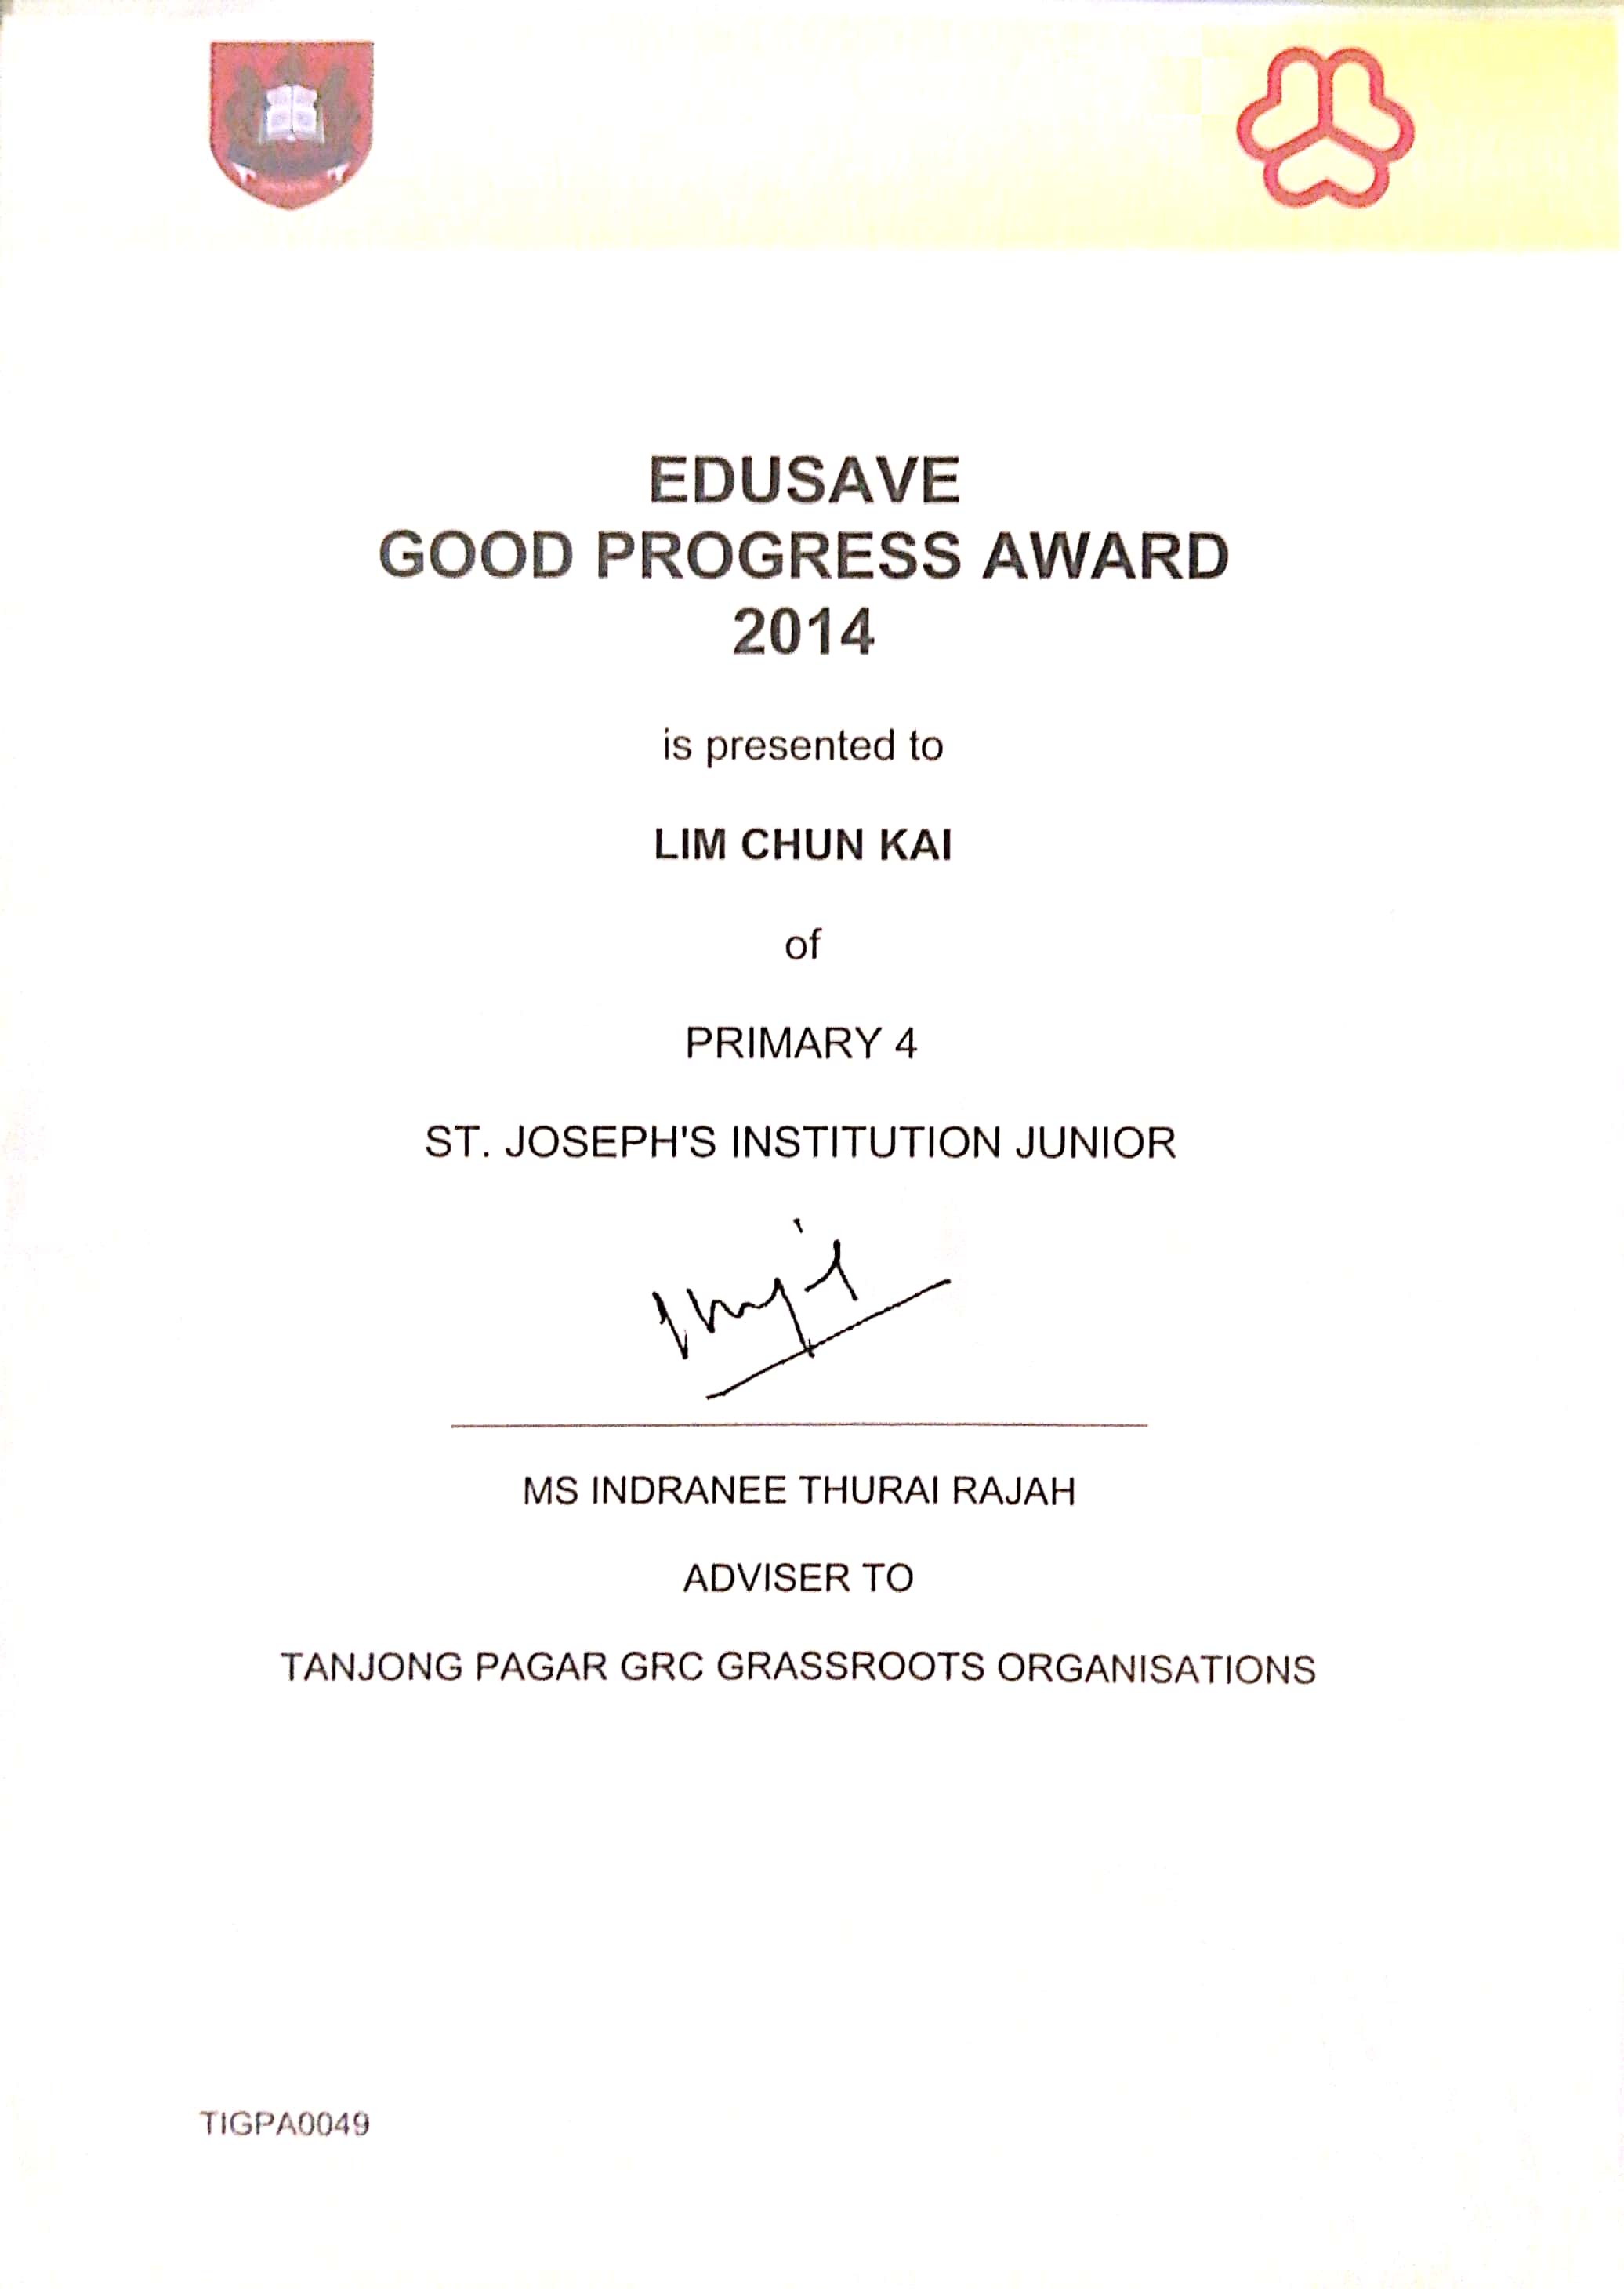 EDUSAVE
GOOD PROGRESS AWARD
2014
is presented to
LIM CHUN KAI
of
PRIMARY 4
ST. JOSEPH'S INSTITUTION JUNIOR
MS INDRANEE THURAI RAJAH
ADVISER TO
TANJONG PAGAR GRC GRASSROOTS ORGANISATIONS
TIGPA0049